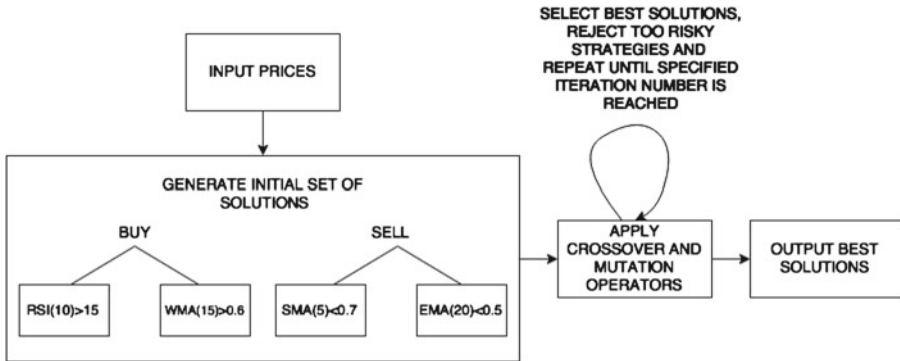 SELECT BEST SOLUTIONS,
REJECT TOO RISKY
STRATEGIES AND
REPEAT UNTIL SPECIFIED
ITERATION NUMBER IS
REACHED
INPUT PRICES
GENERATE INITIAL SET OF
SOLUTIONS
BUY
SELL
RSI(10)>15
WMA(15)>0.6
SMA(5)<0.7
EMA(20)<0.5
APPLY
CROSSOVER AND
MUTATION
OPERATORS
OUTPUT BEST
SOLUTIONS